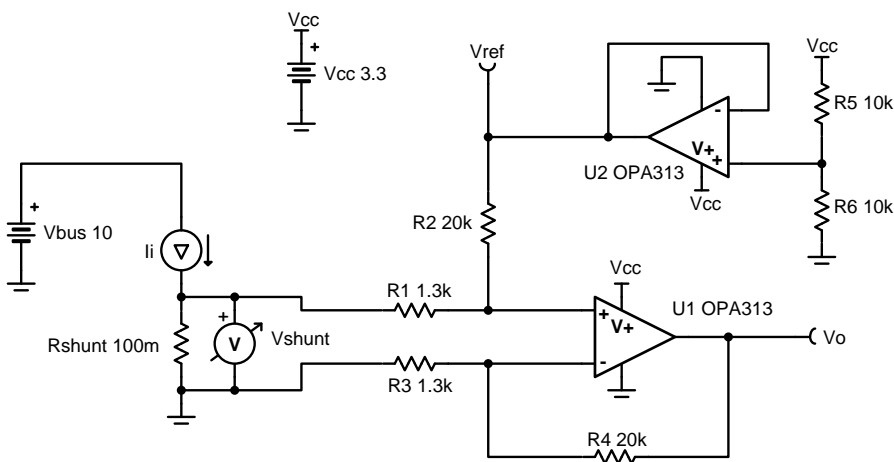 Vcc
Vcc 3.3
Vref
Vcc
R5 10k
-
V+
+
U2 OPA313
Vcc
R6 10k
Vbus 10
+
+
Ii
R2 20k
Vcc
U1 OPA313
R1 1.3k
+
V+
-
Vo
Rshunt 100m
+
V
Vshunt
R3 1.3k
R4 20k